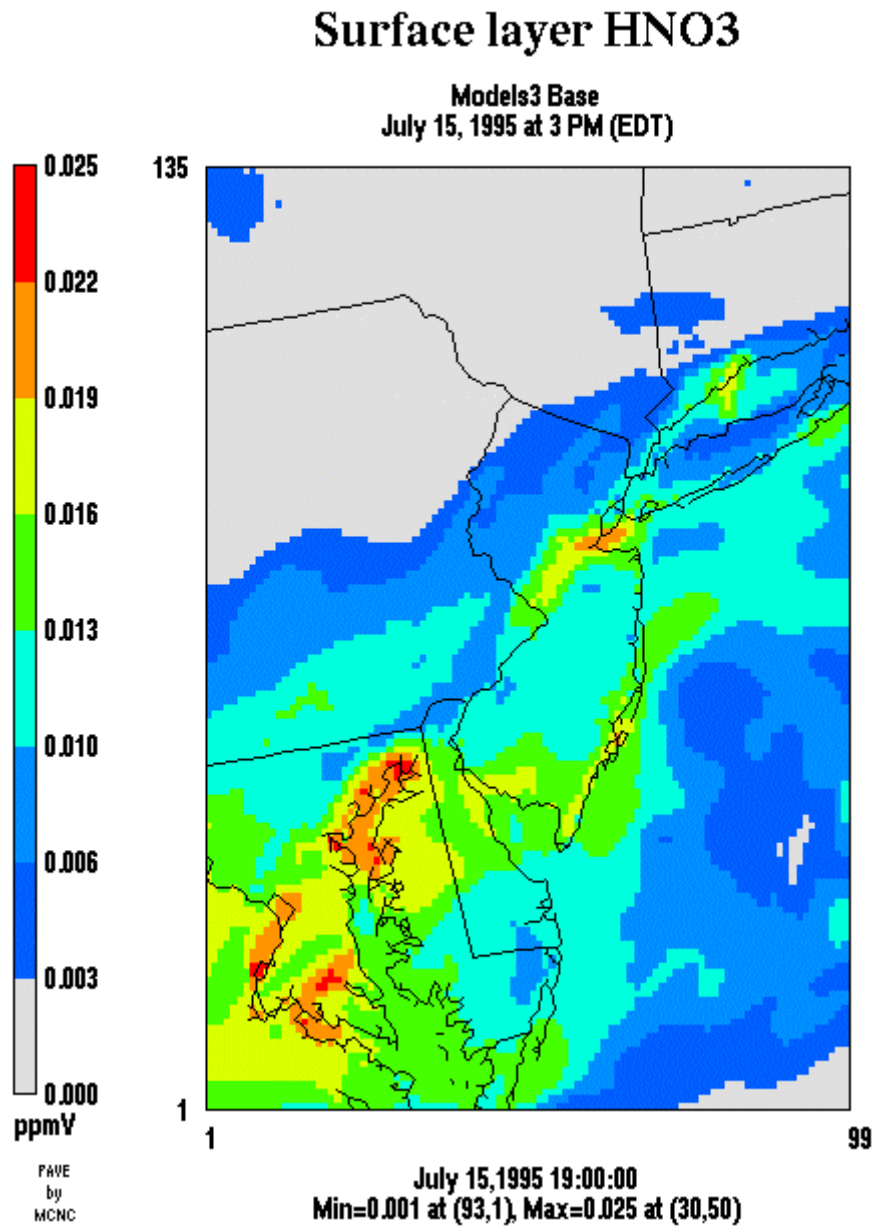 Surface layer HNO3
Models3 Base
July 15, 1995 at 3 PM (EDT)
0.025
0.022
0.019
0.016
0.013
0.010
0.006
0.003
0.000
ppmV
PAVE
by
MCNC
135
1
1
99
July 15,1995 19:00:00
Min=0.001 at (93,1), Max=0.025 at (30,50)